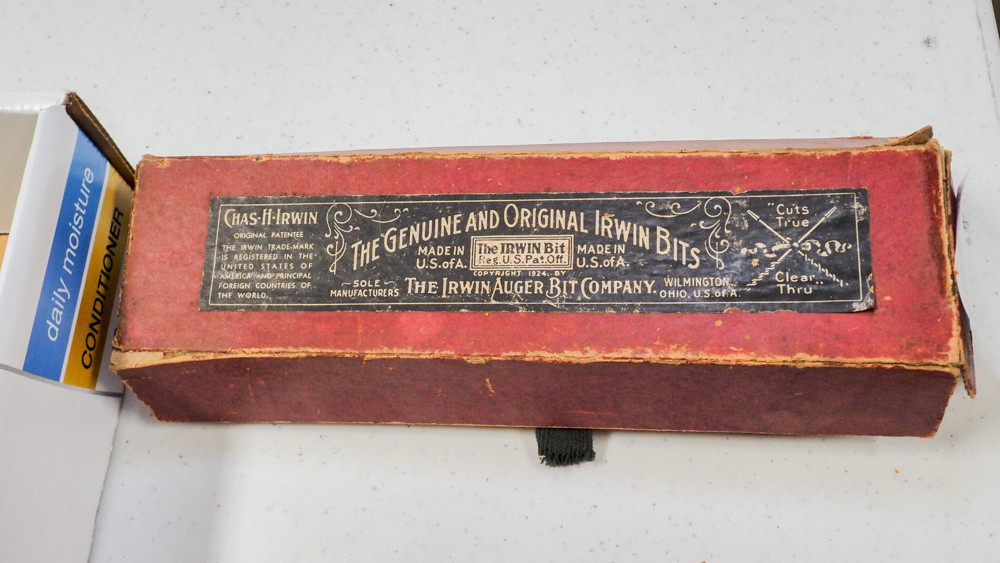 daily moisture
CONDITIONER
CHAS·H·IRWIN
ORIGINAL PATENTEE
THE IRWIN TRADE-MARK
IS REGISTERED IN THE
UNITED STATES OF
AMERICA AND PRINCIPAL
FOREIGN COUNTRIES OF
THE WORLD.
THE GENUINE AND ORIGINAL IRWIN BITS
MADE IN
U.S.ofA.
The IRWIN Bit
Reg. U.S. Pat. Off.
MADE IN
U.S.ofA.
COPYRIGHT 1924, BY
~SOLE~
MANUFACTURERS
THE IRWIN AUGER BIT COMPANY.
WILMINGTON,
OHIO, U.S.ofA.
"Cuts
True
Clear
Thru"